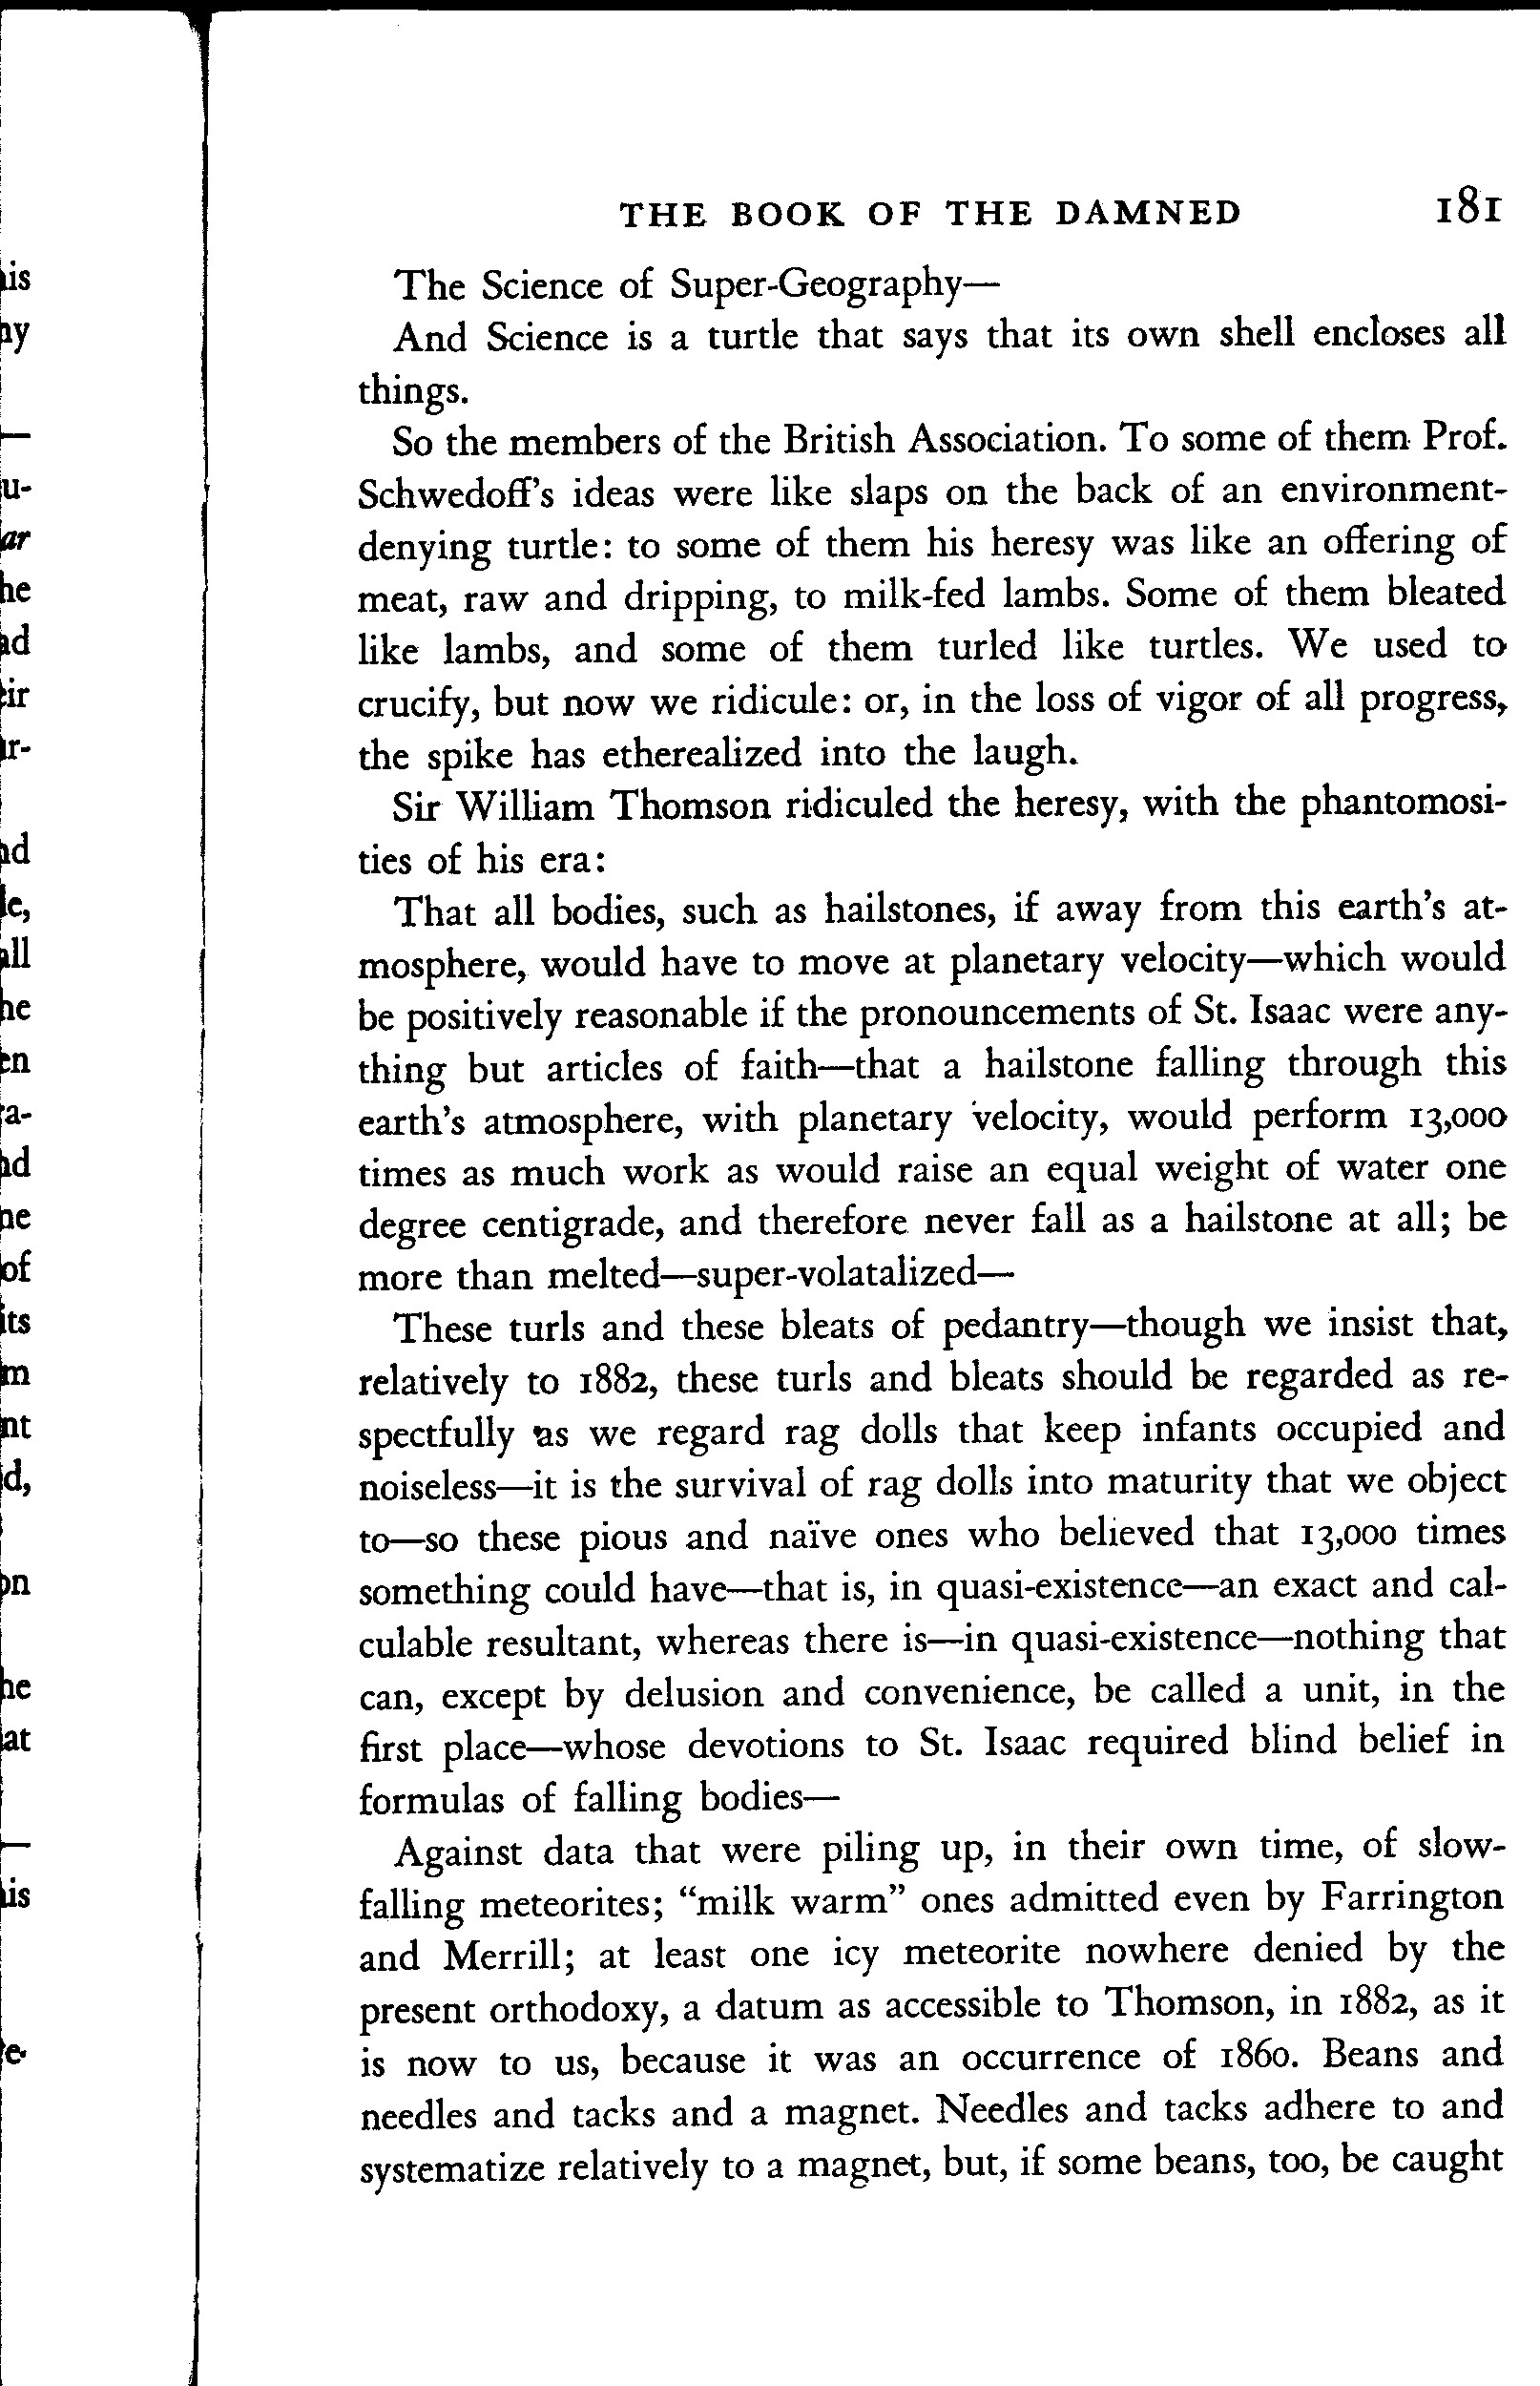 THE BOOK OF THE DAMNED 181
The Science of Super-Geography—
And Science is a turtle that says that its own shell encloses all
things.
So the members of the British Association. To some of them Prof.
Schwedoff's ideas were like slaps on the back of an environment-
denying turtle: to some of them his heresy was like an offering of
meat, raw and dripping, to milk-fed lambs. Some of them bleated
like lambs, and some of them turled like turtles. We used to
crucify, but now we ridicule: or, in the loss of vigor of all progress,
the spike has etherealized into the laugh.
Sir William Thomson ridiculed the heresy, with the phantomosi-
ties of his era:
That all bodies, such as hailstones, if away from this earth's at-
mosphere, would have to move at planetary velocity—which would
be positively reasonable if the pronouncements of St. Isaac were any-
thing but articles of faith—that a hailstone falling through this
earth's atmosphere, with planetary velocity, would perform 13,000
times as much work as would raise an equal weight of water one
degree centigrade, and therefore never fall as a hailstone at all; be
more than melted—super-volatalized—
These turls and these bleats of pedantry—though we insist that,
relatively to 1882, these turls and bleats should be regarded as re-
spectfully as we regard rag dolls that keep infants occupied and
noiseless—it is the survival of rag dolls into maturity that we object
to—so these pious and naïve ones who believed that 13,000 times
something could have—that is, in quasi-existence—an exact and cal-
culable resultant, whereas there is—in quasi-existence—nothing that
can, except by delusion and convenience, be called a unit, in the
first place—whose devotions to St. Isaac required blind belief in
formulas of falling bodies—
Against data that were piling up, in their own time, of slow-
falling meteorites; "milk warm" ones admitted even by Farrington
and Merrill; at least one icy meteorite nowhere denied by the
present orthodoxy, a datum as accessible to Thomson, in 1882, as it
is now to us, because it was an occurrence of 1860. Beans and
needles and tacks and a magnet. Needles and tacks adhere to and
systematize relatively to a magnet, but, if some beans, too, be caught